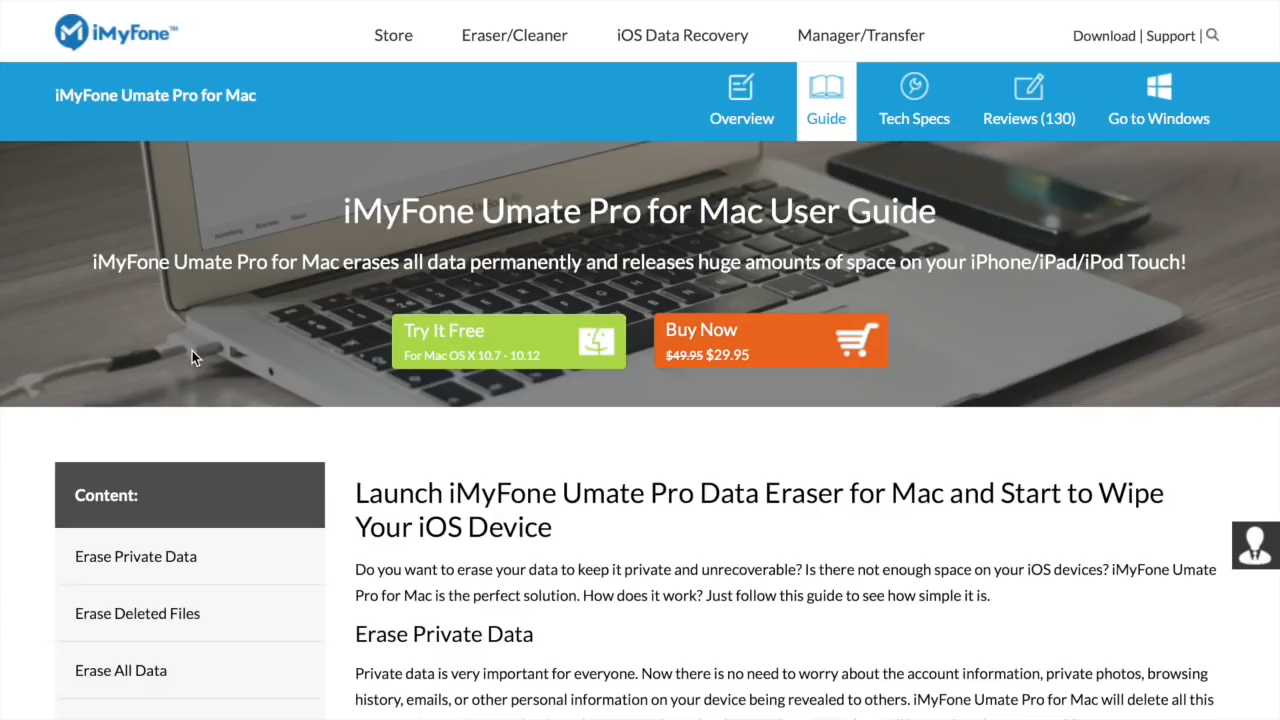 iMyFone™
Store
Eraser/Cleaner
iOS Data Recovery
Manager/Transfer
Download | Support |
iMyFone Umate Pro for Mac
Overview
Guide
Tech Specs
Reviews (130)
Go to Windows
iMyFone Umate Pro for Mac User Guide
iMyFone Umate Pro for Mac erases all data permanently and releases huge amounts of space on your iPhone/iPad/iPod Touch!
Try It Free
For Mac OS X 10.7 - 10.12
Buy Now
$49.95 $29.95
Content:
Erase Private Data
Erase Deleted Files
Erase All Data
Launch iMyFone Umate Pro Data Eraser for Mac and Start to Wipe
Your iOS Device
Do you want to erase your data to keep it private and unrecoverable? Is there not enough space on your iOS devices? iMyFone Umate
Pro for Mac is the perfect solution. How does it work? Just follow this guide to see how simple it is.
Erase Private Data
Private data is very important for everyone. Now there is no need to worry about the account information, private photos, browsing
history, emails, or other personal information on your device being revealed to others. iMyFone Umate Pro for Mac will delete all this